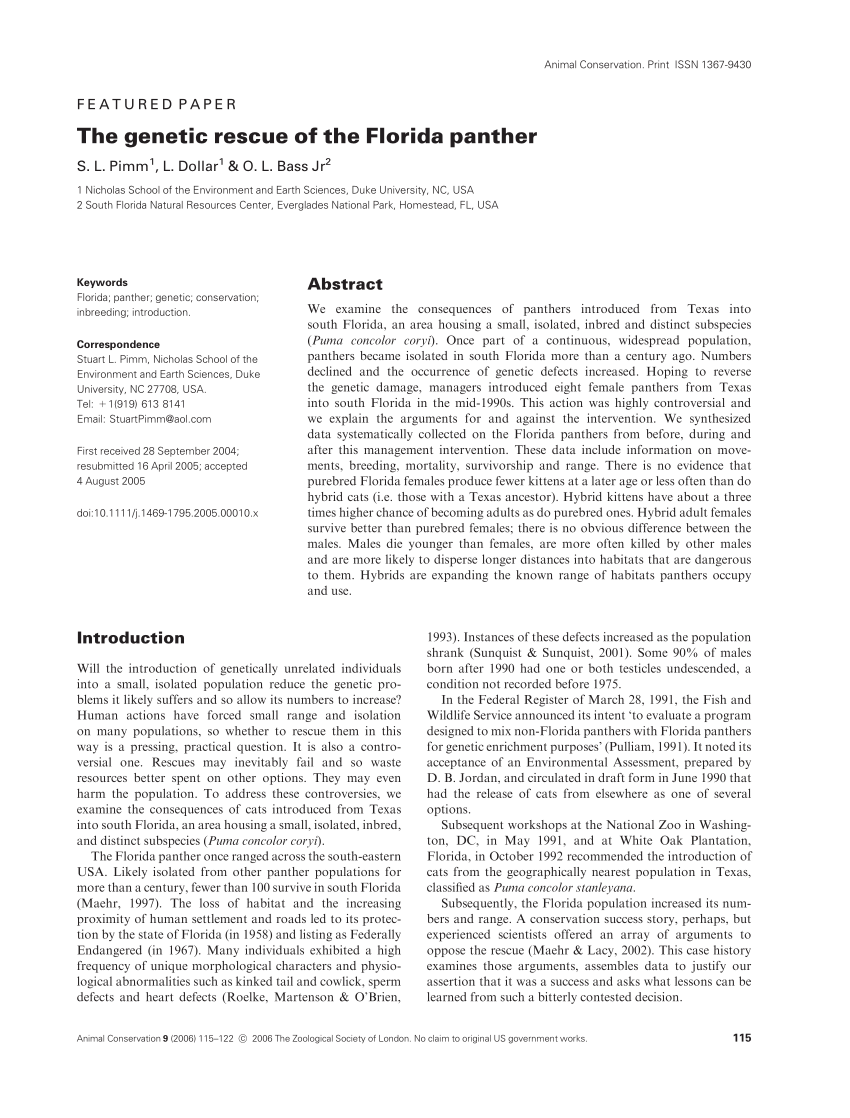 Animal Conservation. Print ISSN 1367-9430
FEATURED PAPER
The genetic rescue of the Florida panther
S. L. Pimm1, L. Dollar1 & O. L. Bass Jr2
1 Nicholas School of the Environment and Earth Sciences, Duke University, NC, USA
2 South Florida Natural Resources Center, Everglades National Park, Homestead, FL, USA
Keywords
Florida; panther; genetic; conservation;
inbreeding; introduction.
Correspondence
Stuart L. Pimm, Nicholas School of the
Environment and Earth Sciences, Duke
University, NC 27708, USA.
Tel: +1(919) 613 8141
Email: StuartPimm@aol.com
First received 28 September 2004;
resubmitted 16 April 2005; accepted
4 August 2005
doi:10.1111/j.1469-1795.2005.00010.x
Abstract
We examine the consequences of panthers introduced from Texas into
south Florida, an area housing a small, isolated, inbred and distinct subspecies
(Puma concolor coryi). Once part of a continuous, widespread population,
panthers became isolated in south Florida more than a century ago. Numbers
declined and the occurrence of genetic defects increased. Hoping to reverse
the genetic damage, managers introduced eight female panthers from Texas
into south Florida in the mid-1990s. This action was highly controversial and
we explain the arguments for and against the intervention. We synthesized
data systematically collected on the Florida panthers from before, during and
after this management intervention. These data include information on move-
ments, breeding, mortality, survivorship and range. There is no evidence that
purebred Florida females produce fewer kittens at a later age or less often than do
hybrid cats (i.e. those with a Texas ancestor). Hybrid kittens have about a three
times higher chance of becoming adults as do purebred ones. Hybrid adult females
survive better than purebred females; there is no obvious difference between the
males. Males die younger than females, are more often killed by other males
and are more likely to disperse longer distances into habitats that are dangerous
to them. Hybrids are expanding the known range of habitats panthers occupy
and use.
Introduction
Will the introduction of genetically unrelated individuals
into a small, isolated population reduce the genetic pro-
blems it likely suffers and so allow its numbers to increase?
Human actions have forced small range and isolation
on many populations, so whether to rescue them in this
way is a pressing, practical question. It is also a contro-
versial one. Rescues may inevitably fail and so waste
resources better spent on other options. They may even
harm the population. To address these controversies, we
examine the consequences of cats introduced from Texas
into south Florida, an area housing a small, isolated, inbred,
and distinct subspecies (Puma concolor coryi).
The Florida panther once ranged across the south-eastern
USA. Likely isolated from other panther populations for
more than a century, fewer than 100 survive in south Florida
(Maehr, 1997). The loss of habitat and the increasing
proximity of human settlement and roads led to its protec-
tion by the state of Florida (in 1958) and listing as Federally
Endangered (in 1967). Many individuals exhibited a high
frequency of unique morphological characters and physio-
logical abnormalities such as kinked tail and cowlick, sperm
defects and heart defects (Roelke, Martenson & O'Brien,
1993). Instances of these defects increased as the population
shrank (Sunquist & Sunquist, 2001). Some 90% of males
born after 1990 had one or both testicles undescended, a
condition not recorded before 1975.
In the Federal Register of March 28, 1991, the Fish and
Wildlife Service announced its intent 'to evaluate a program
designed to mix non-Florida panthers with Florida panthers
for genetic enrichment purposes' (Pulliam, 1991). It noted its
acceptance of an Environmental Assessment, prepared by
D. B. Jordan, and circulated in draft form in June 1990 that
had the release of cats from elsewhere as one of several
options.
Subsequent workshops at the National Zoo in Washing-
ton, DC, in May 1991, and at White Oak Plantation,
Florida, in October 1992 recommended the introduction of
cats from the geographically nearest population in Texas,
classified as Puma concolor stanleyana.
Subsequently, the Florida population increased its num-
bers and range. A conservation success story, perhaps, but
experienced scientists offered an array of arguments to
oppose the rescue (Maehr & Lacy, 2002). This case history
examines those arguments, assembles data to justify our
assertion that it was a success and asks what lessons can be
learned from such a bitterly contested decision.
Animal Conservation 9 (2006) 115–122 © 2006 The Zoological Society of London. No claim to original US government works.
115